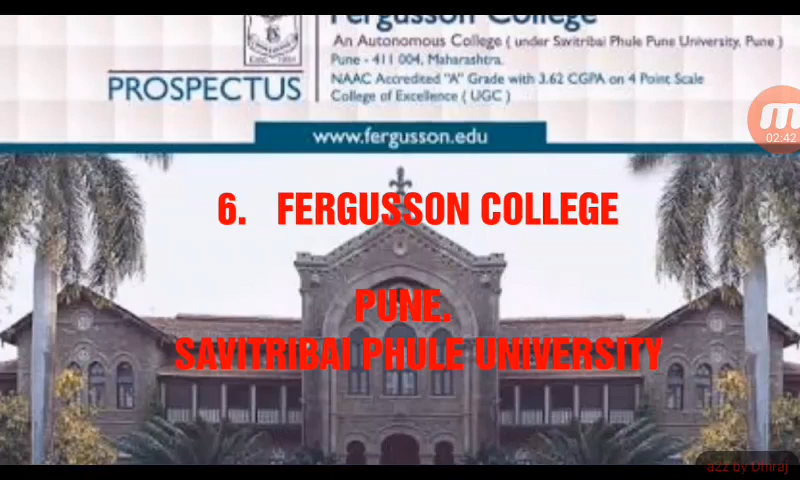 Fergusson College
An Autonomous College ( under Savitribai Phule Pune University, Pune )
Pune - 411 004, Maharashtra.
NAAC Accredited "A" Grade with 3.62 CGPA on 4 Point Scale
College of Excellence ( UGC )
PROSPECTUS
www.fergusson.edu
02:42
6. FERGUSSON COLLEGE
PUNE.
SAVITRIBAI PHULE UNIVERSITY
a2z by Dmraj